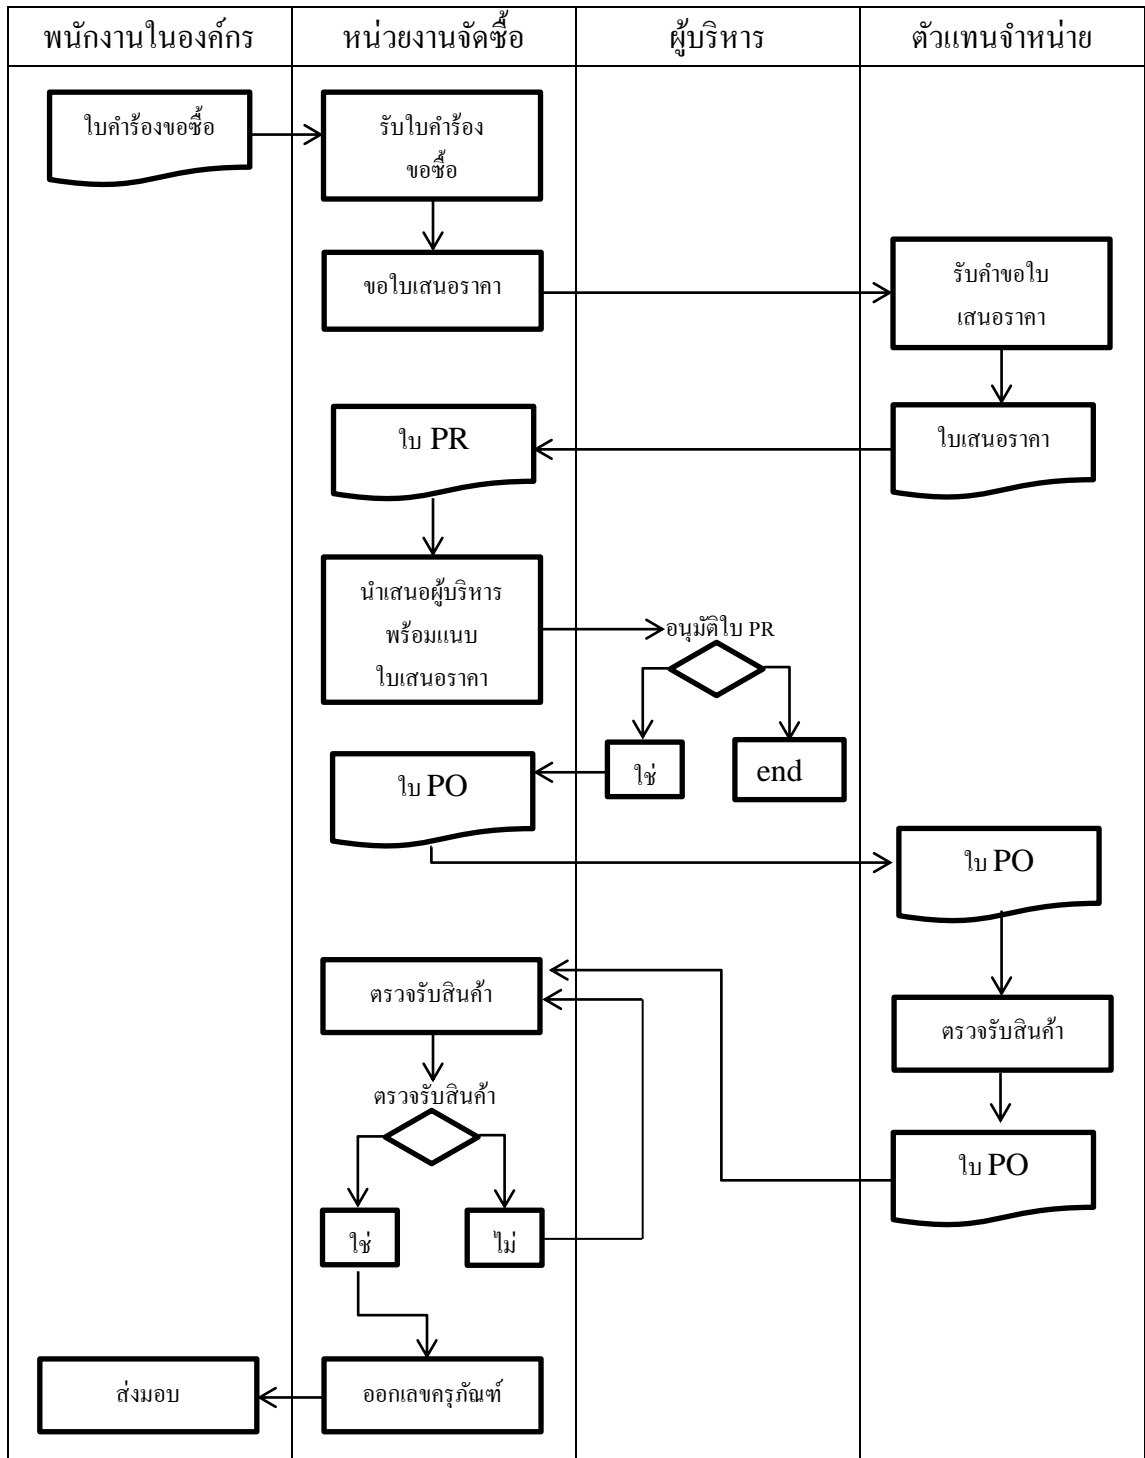 พนักงานในองค์กร
หน่วยงานจัดซื้อ
ผู้บริหาร
ตัวแทนจำหน่าย
ใบคำร้องขอซื้อ
รับใบคำร้อง
ขอซื้อ
ขอใบเสนอราคา
รับคำขอใบ
เสนอราคา
ใบเสนอราคา
ใบ PR
นำเสนอผู้บริหาร
พร้อมแนบ
ใบเสนอราคา
อนุมัติใบ PR
ใช่
end
ใบ PO
ใบ PO
ตรวจรับสินค้า
ใบ PO
ตรวจรับสินค้า
ตรวจรับสินค้า
ใช่
ไม่
ออกเลขครุภัณฑ์
ส่งมอบ